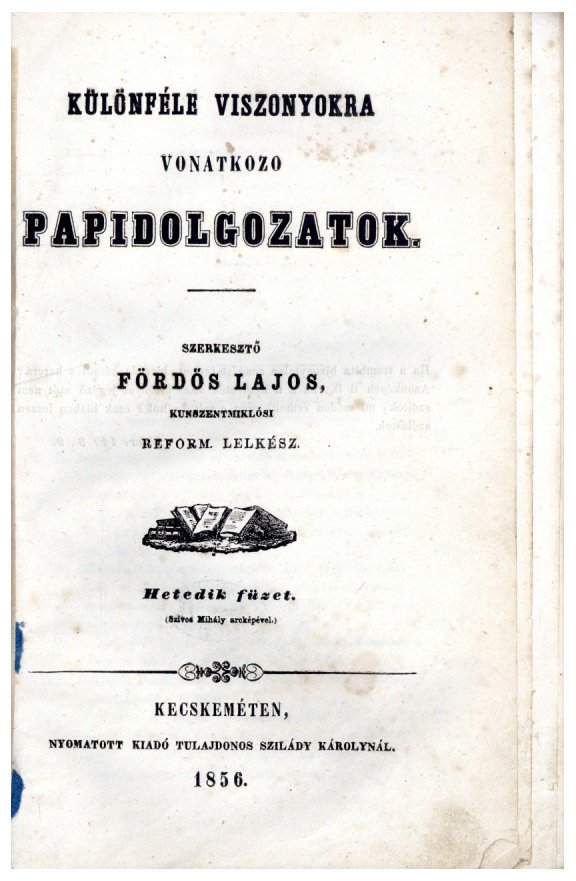 KÜLÖNFÉLE VISZONYOKRA
VONATKOZO
PAPIDOLGOZATOK.
SZERKESZTŐ
FÖRDŐS LAJOS,
KUNSZENTMIKLÓSI
REFORM. LELKÉSZ.
Hetedik füzet.
(Szivos Mihály arcképével.)
KECSKEMÉTEN,
NYOMATOTT KIADÓ TULAJDONOS SZILÁDY KÁROLYNÁL.
1856.